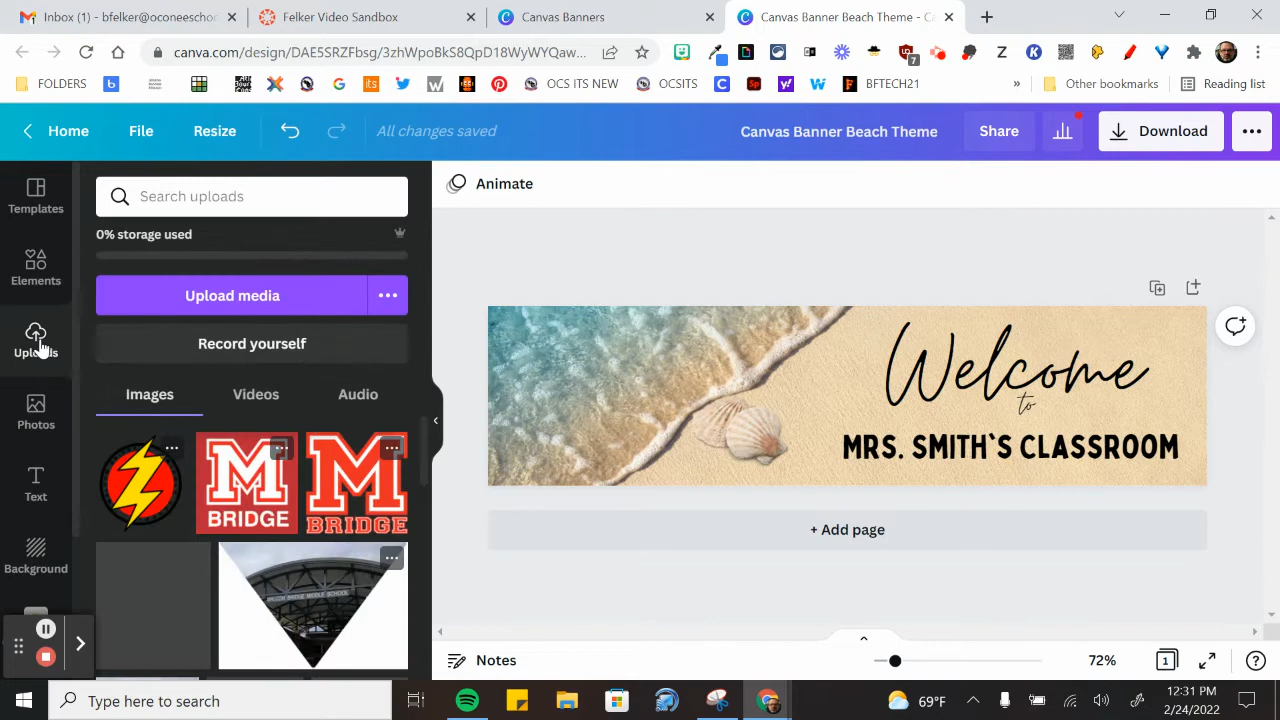 Inbox (10) - bfelker@oconeescho
Felker Video Sandbox
Canvas Banners
Canvas Banner Beach Theme - Ca
canva.com/design/DAE5SRZFbsg/3zhWpoBkS8QpD18WyWYQaw...
7
FOLDERS
OCS ITS NEW
OCSITS
BFTECH21
»
Other bookmarks
Reading list
Home
File
Resize
All changes saved
Canvas Banner Beach Theme
Share
Download
Templates
Search uploads
Animate
0% storage used
Elements
Upload media
Uploads
Record yourself
Images
Videos
Audio
Welcome
to
MRS. SMITH'S CLASSROOM
Photos
M
BRIDGE
M
BRIDGE
Text
+ Add page
Background
Notes
72%
1
Type here to search
69°F
12:31 PM
2/24/2022